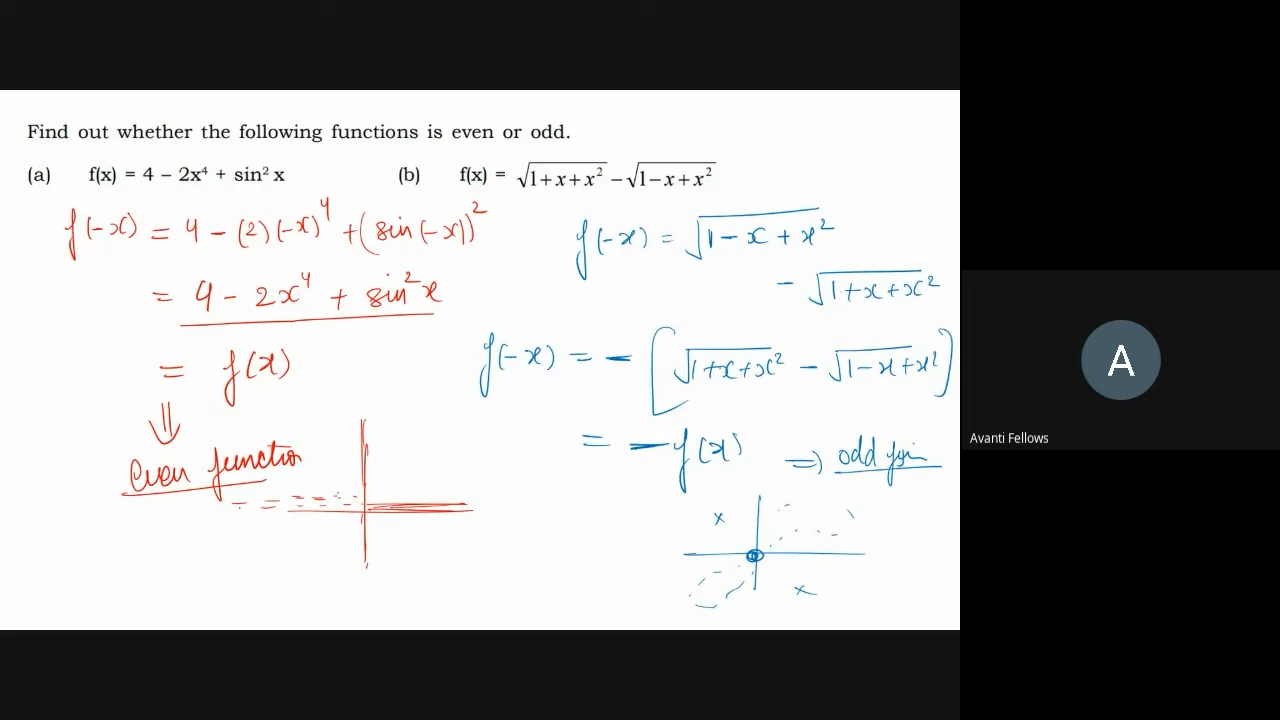 Find out whether the following functions is even or odd.
(a) f(x) = 4 – 2x⁴ + sin² x (b) f(x) = √(1+x+x²) – √(1–x+x²)
f(-x) = 4 - (2)(-x)⁴ + (sin(-x))²
= 4 - 2x⁴ + sin²x
= f(x)
⇓
Even function
f(-x) = √(1-x+x²)
- √(1+x+x²)
f(-x) = - [√(1+x+x²) - √(1-x+x²)]
= -f(x) ⇒ odd
x
x
A
Avanti Fellows